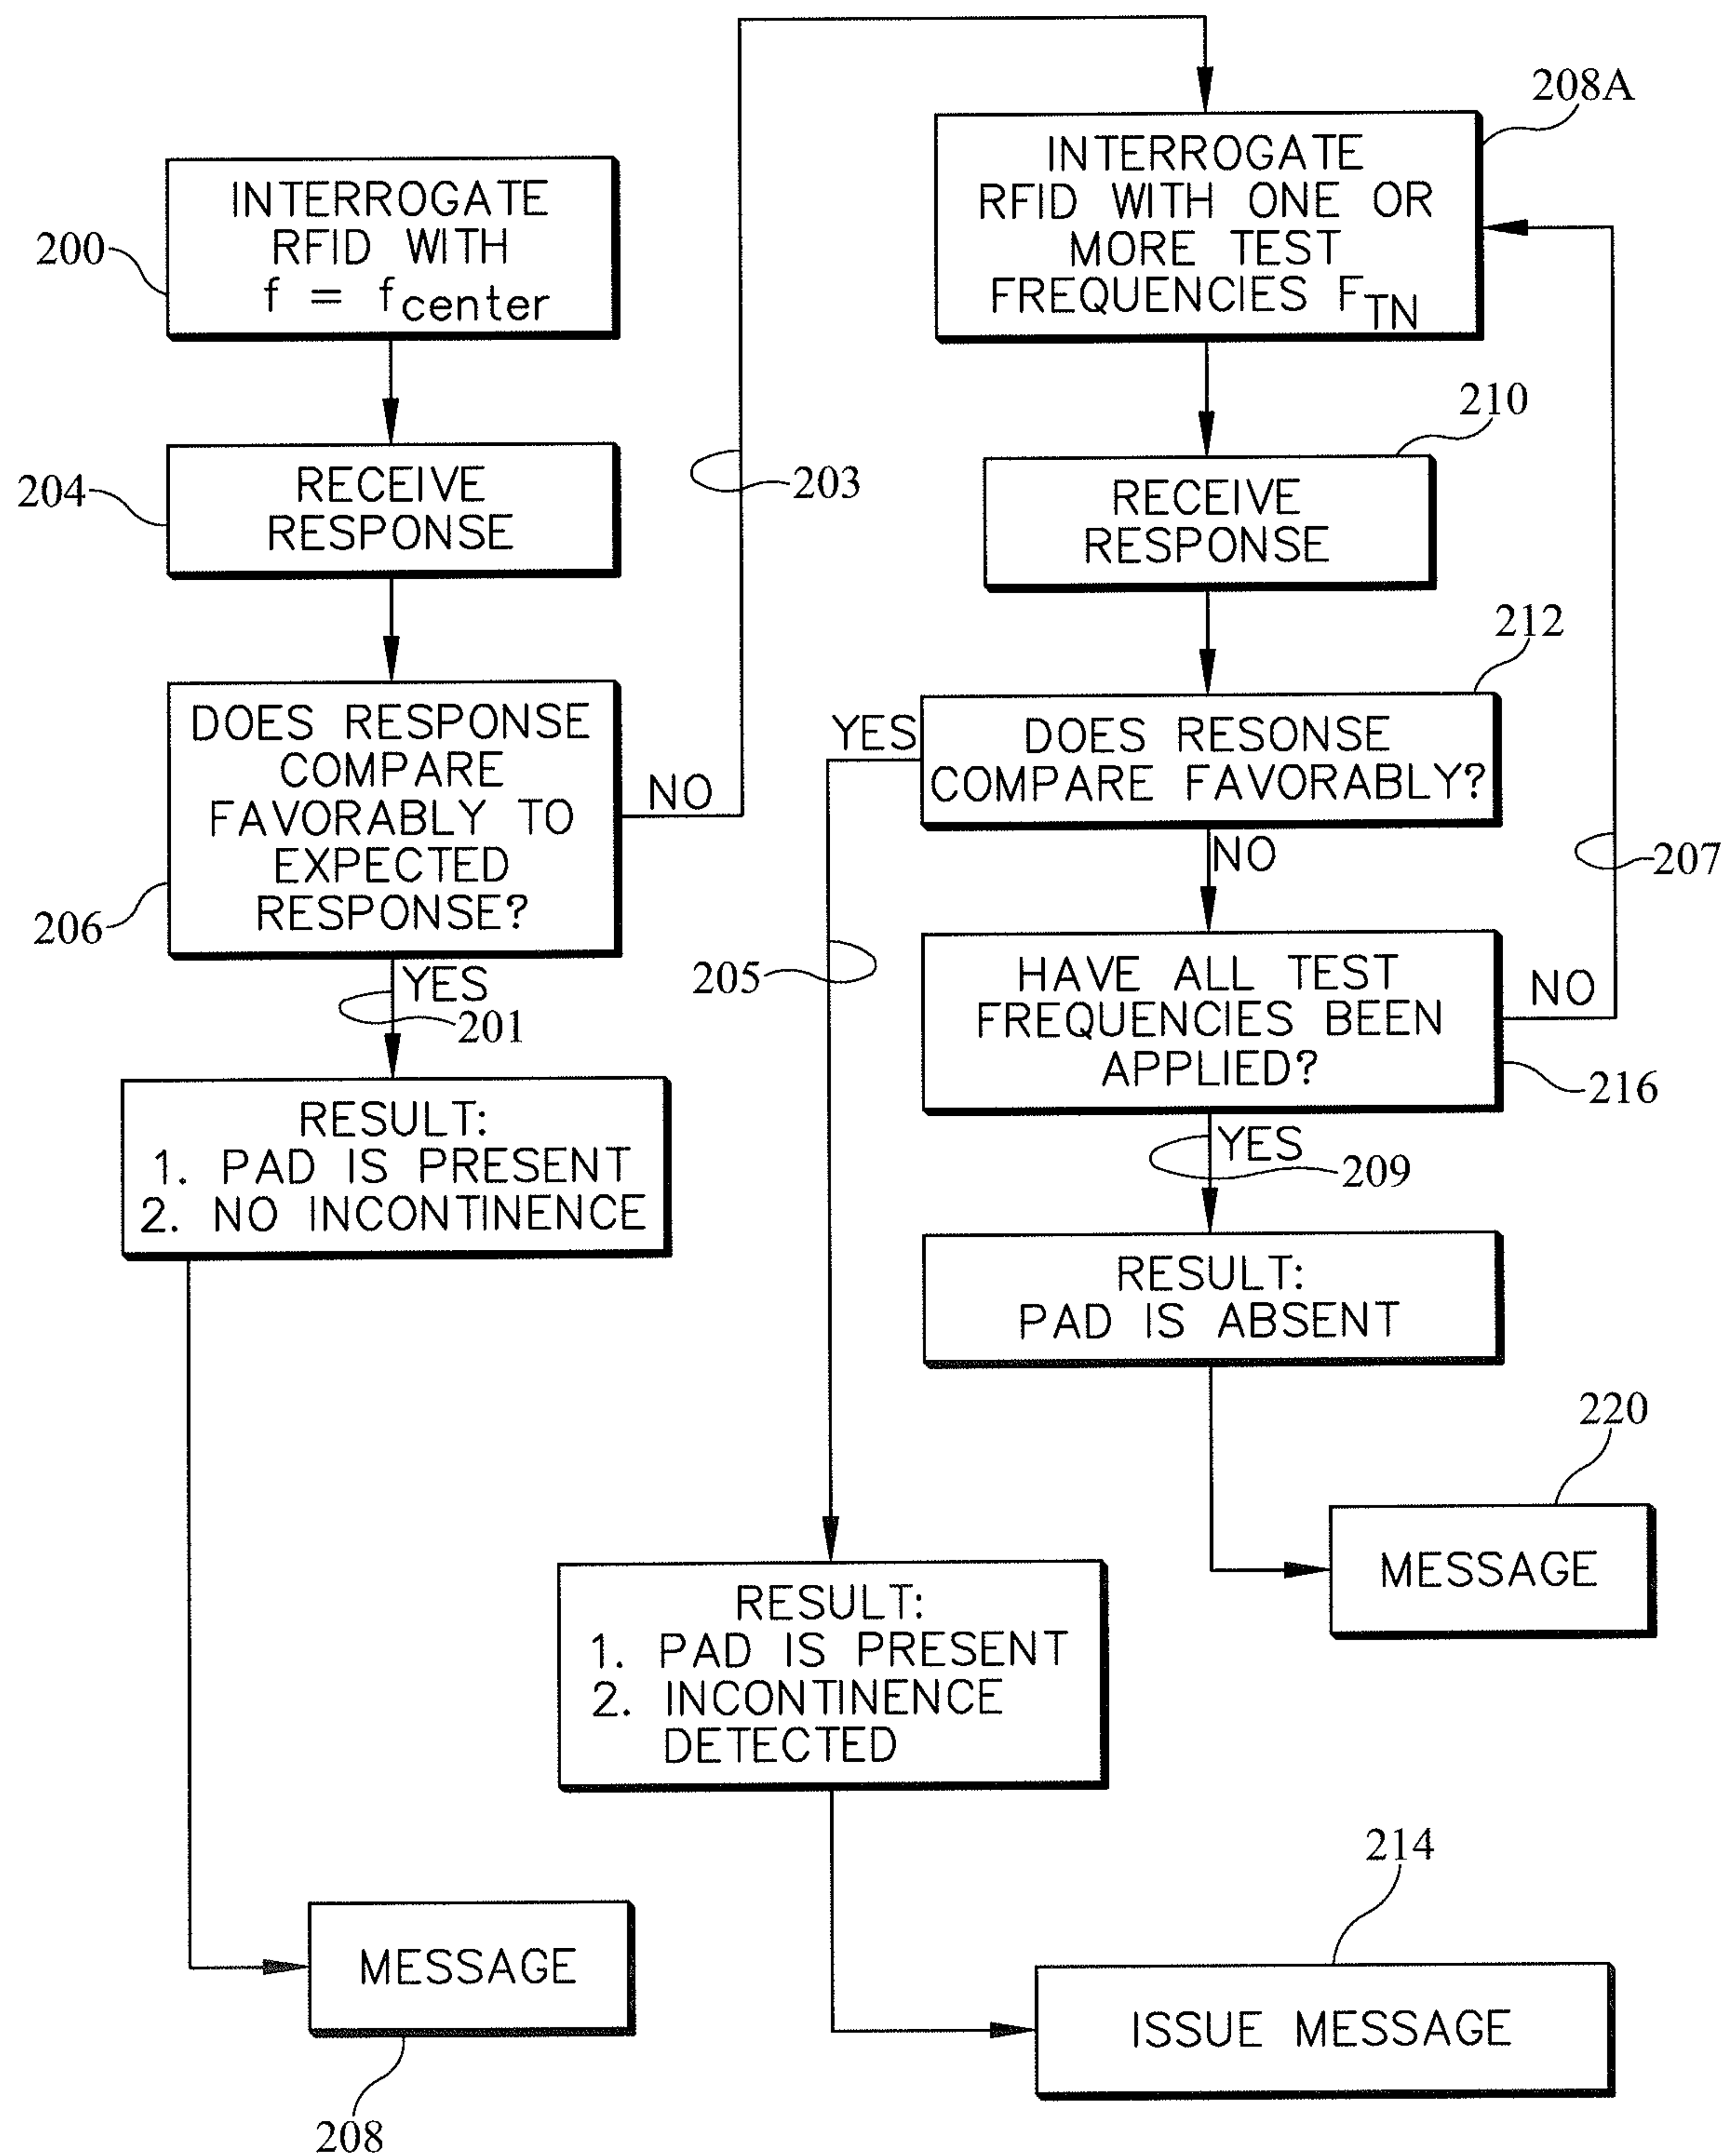 200
INTERROGATE
RFID WITH
f = fcenter
204
RECEIVE
RESPONSE
206
DOES RESPONSE
COMPARE
FAVORABLY TO
EXPECTED
RESPONSE?
NO
203
YES
201
RESULT:
1. PAD IS PRESENT
2. NO INCONTINENCE
MESSAGE
208
208A
INTERROGATE
RFID WITH ONE OR
MORE TEST
FREQUENCIES FTN
210
RECEIVE
RESPONSE
212
DOES RESONSE
COMPARE FAVORABLY?
YES
205
NO
207
HAVE ALL TEST
FREQUENCIES BEEN
APPLIED?
NO
216
YES
209
RESULT:
PAD IS ABSENT
220
MESSAGE
RESULT:
1. PAD IS PRESENT
2. INCONTINENCE
DETECTED
214
ISSUE MESSAGE